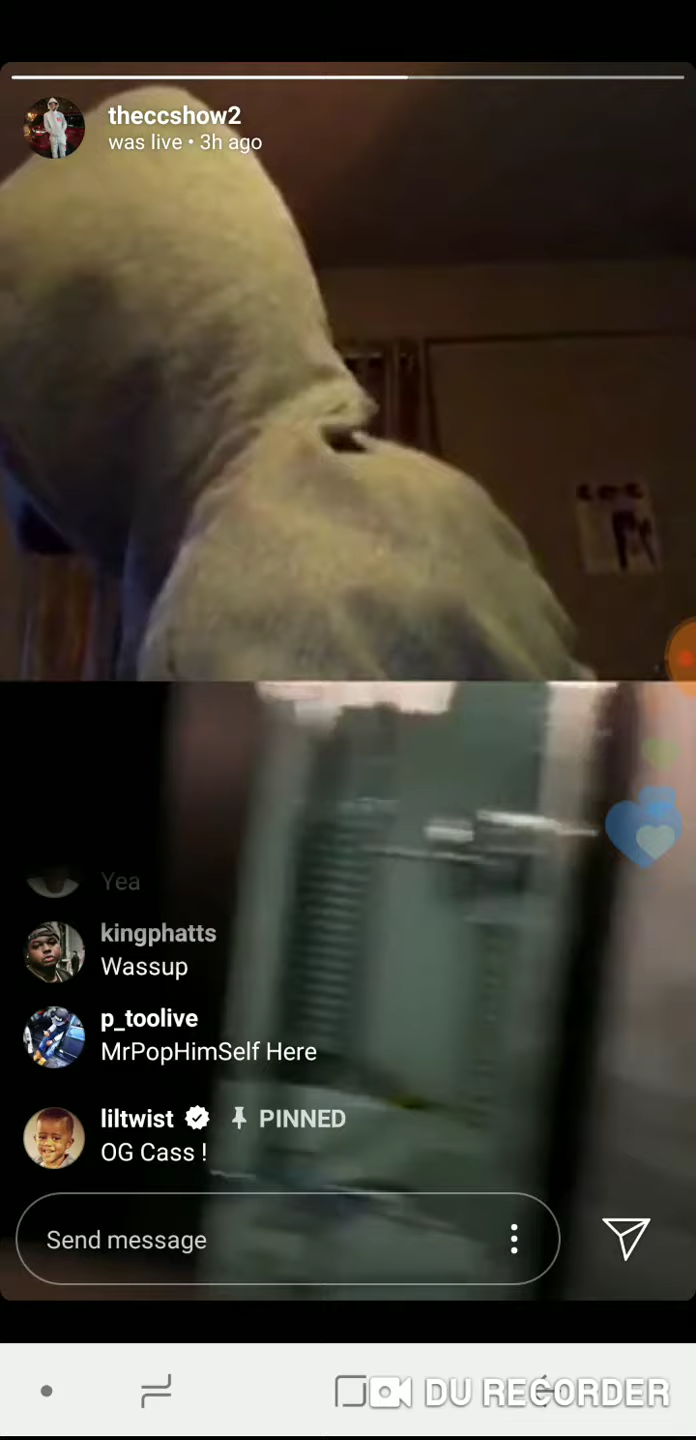 theccshow2
was live • 3h ago
Yea
kingphatts
Wassup
p_toolive
MrPopHimSelf Here
liltwist PINNED
OG Cass !
Send message
DU RECORDER